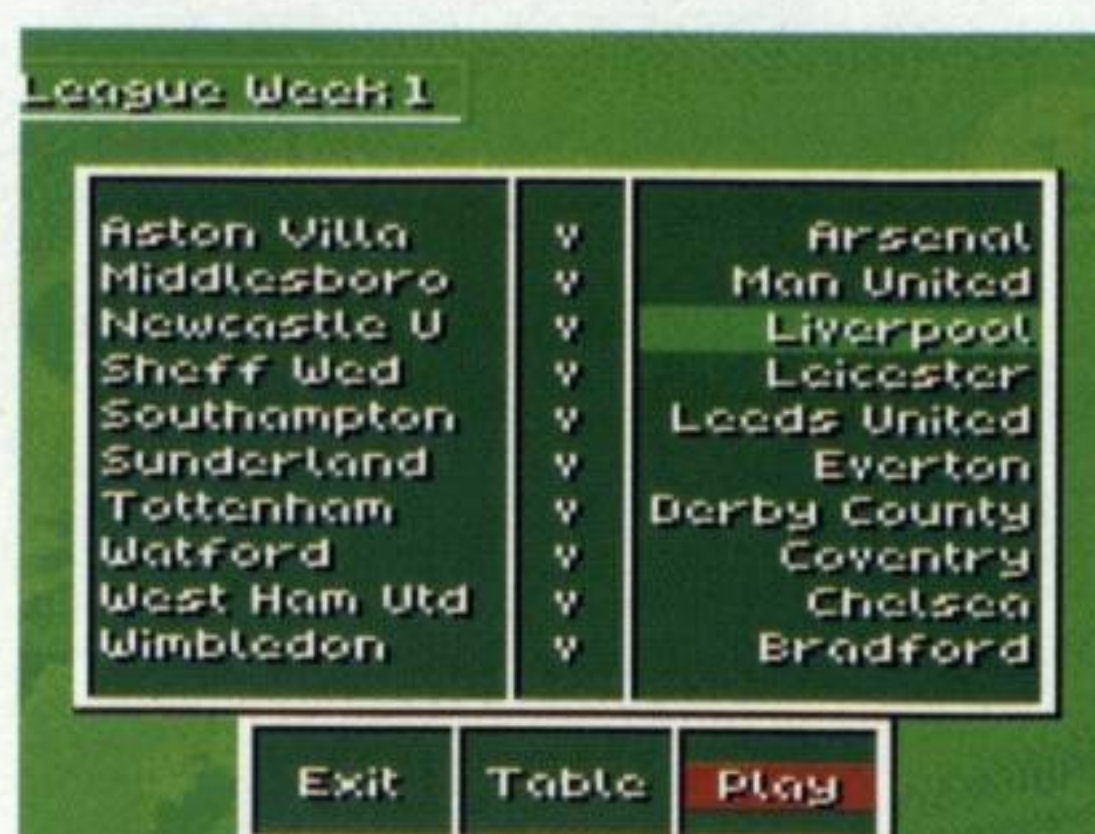 League Week 1
Aston Villa v Arsenal
Middlesboro v Man United
Newcastle U v Liverpool
Sheff Wed v Leicester
Southampton v Leeds United
Sunderland v Everton
Tottenham v Derby County
Watford v Coventry
West Ham Utd v Chelsea
Wimbledon v Bradford
Exit Table Play